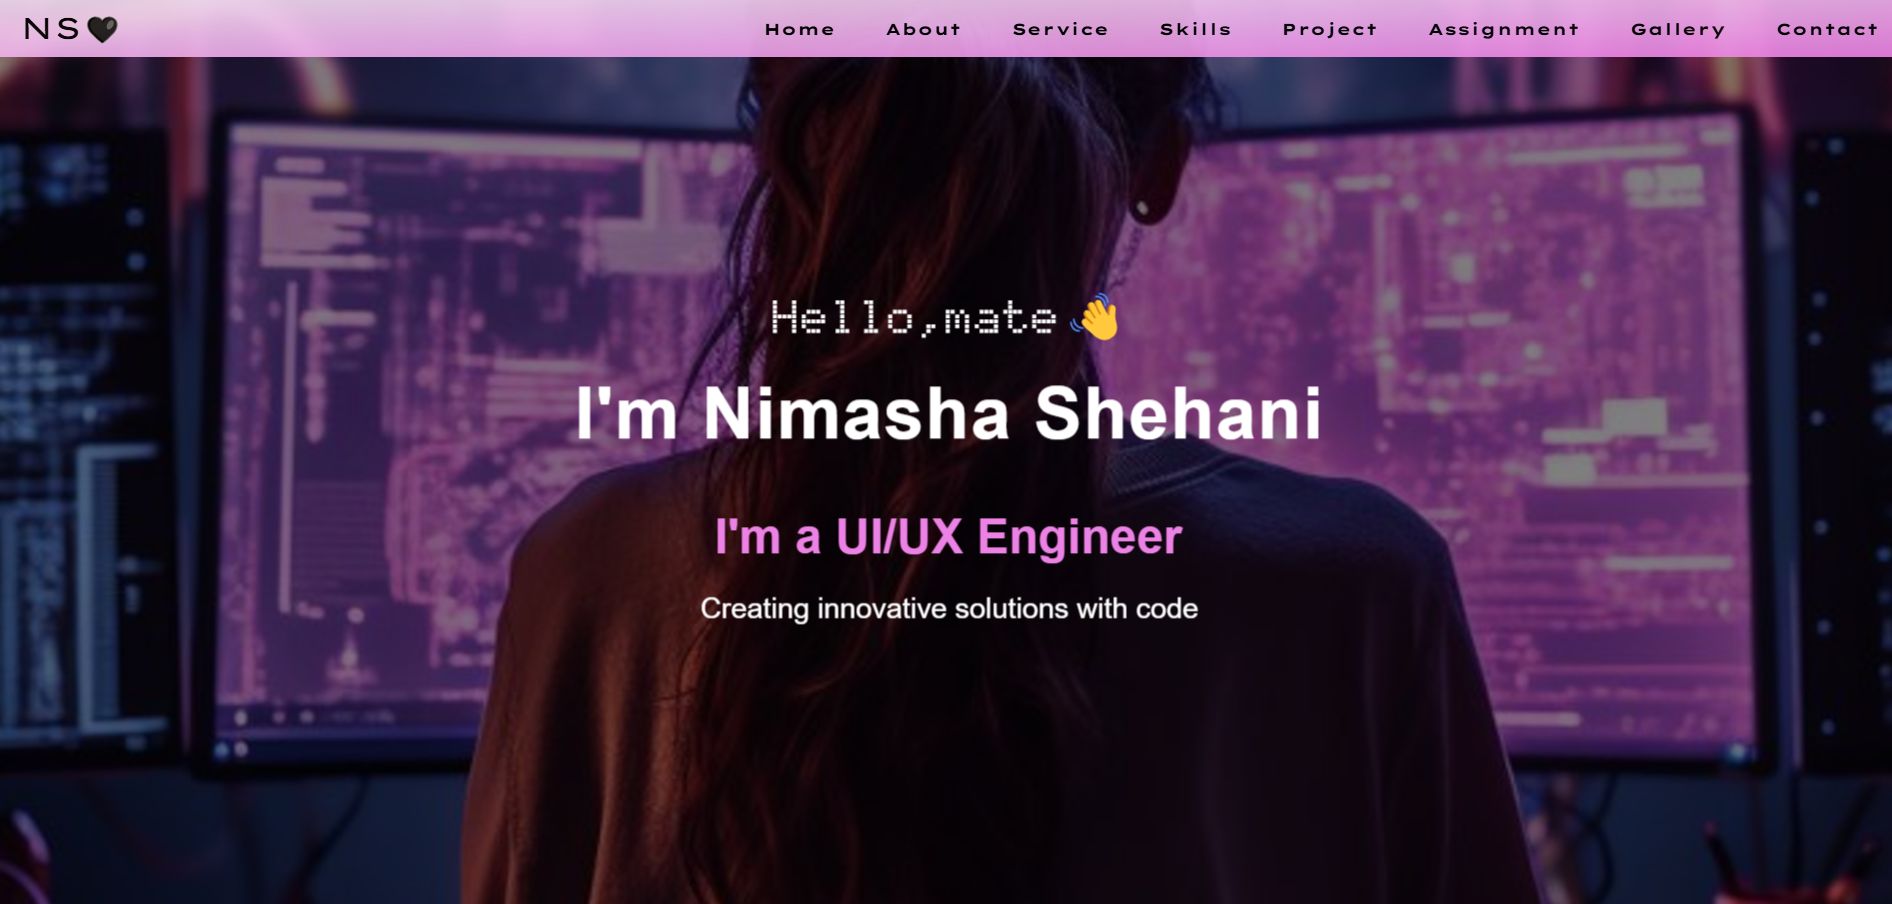 NS🖤
Home About Service Skills Project Assignment Gallery Contact
Hello,mate 👋
I'm Nimasha Shehani
I'm a UI/UX Engineer
Creating innovative solutions with code